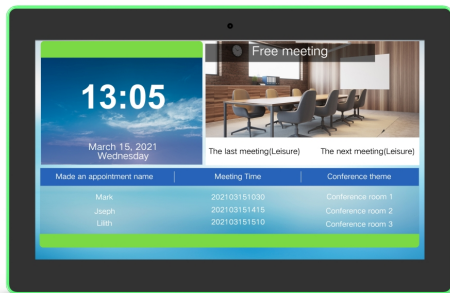 13:05
March 15, 2021
Wednesday
Free meeting
The last meeting(Leisure) The next meeting(Leisure)
Made an appointment name Meeting Time Conference theme
Mark 202103151030 Conference room 1
Jseph 202103151415 Conference room 2
Lilith 202103151510 Conference room 3